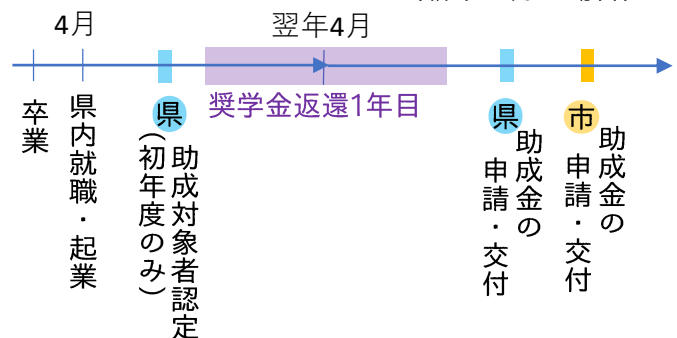 4月
翌年4月
卒業
県内就職・起業
県
助成対象者認定
(初年度のみ)
奨学金返還1年目
県
助成金の
申請・交付
市
助成金の
申請・交付